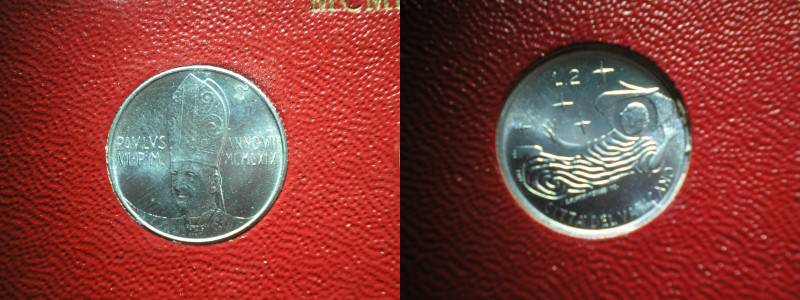 PAVLVS
VI P.M.
ANNO VII
MCMLXIX
L.2
CITTA' DEL VATICANO